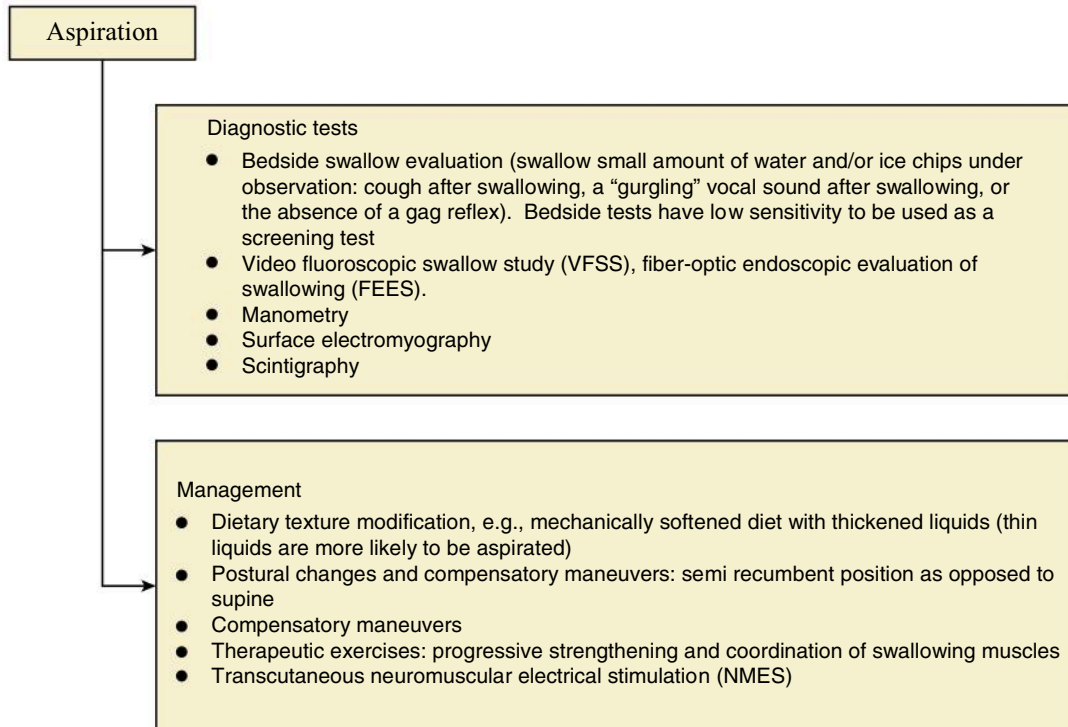 Aspiration
Diagnostic tests
● Bedside swallow evaluation (swallow small amount of water and/or ice chips under
observation: cough after swallowing, a “gurgling” vocal sound after swallowing, or
the absence of a gag reflex).  Bedside tests have low sensitivity to be used as a
screening test
● Video fluoroscopic swallow study (VFSS), fiber-optic endoscopic evaluation of
swallowing (FEES).
● Manometry
● Surface electromyography
● Scintigraphy
Management
● Dietary texture modification, e.g., mechanically softened diet with thickened liquids (thin
liquids are more likely to be aspirated)
● Postural changes and compensatory maneuvers: semi recumbent position as opposed to
supine
● Compensatory maneuvers
● Therapeutic exercises: progressive strengthening and coordination of swallowing muscles
● Transcutaneous neuromuscular electrical stimulation (NMES)